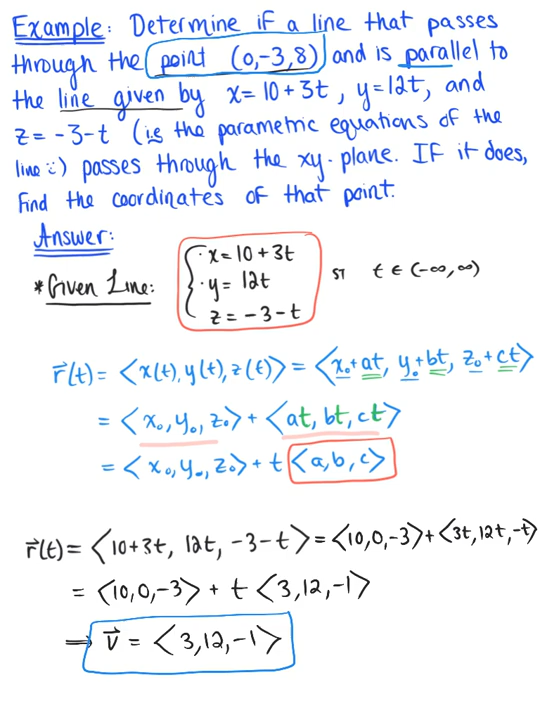 Example: Determine if a line that passes
through the point (0,-3,8) and is parallel to
the line given by x=10+3t, y=12t, and
z=-3-t (is the parametric equations of the
line :) passes through the xy-plane. IF it does,
find the coordinates of that point.
Answer:
* Given Line: { x=10+3t
y= 12t
z=-3-t
ST t ∈ (-∞,∞)
r⃗(t)= <x(t), y(t), z(t)> = <x₀+at, y₀+bt, z₀+ct>
= <x₀, y₀, z₀> + <at, bt, ct>
= <x₀, y₀, z₀> + t <a,b,c>
r⃗(t)= <10+3t, 12t, -3-t> = <10,0,-3>+<3t,12t,-t>
= <10,0,-3> + t <3,12,-1>
⟹ v⃗ = <3,12,-1>